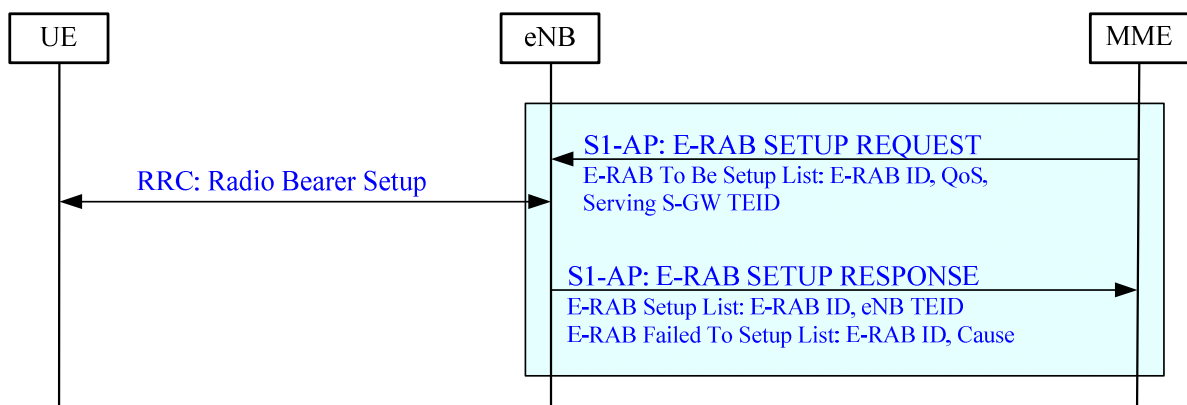 UE
eNB
MME
S1-AP: E-RAB SETUP REQUEST
E-RAB To Be Setup List: E-RAB ID, QoS,
Serving S-GW TEID
RRC: Radio Bearer Setup
S1-AP: E-RAB SETUP RESPONSE
E-RAB Setup List: E-RAB ID, eNB TEID
E-RAB Failed To Setup List: E-RAB ID, Cause